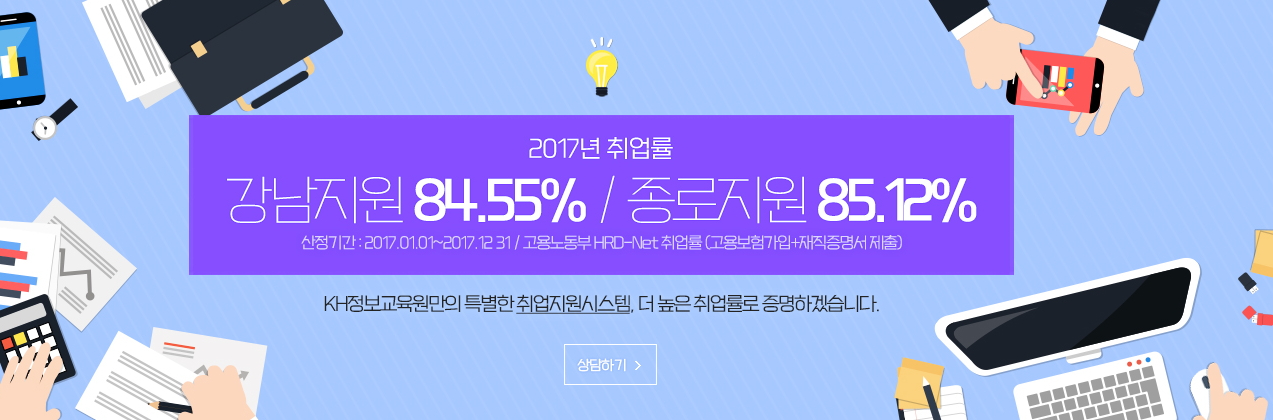 2017년 취업률
강남지원 84.55% / 종로지원 85.12%
산정기간 : 2017.01.01~2017.12 31 / 고용노동부 HRD-Net 취업률 (고용보험가입+재직증명서 제출)
KH정보교육원만의 특별한 취업지원시스템, 더 높은 취업률로 증명하겠습니다.
상담하기 >